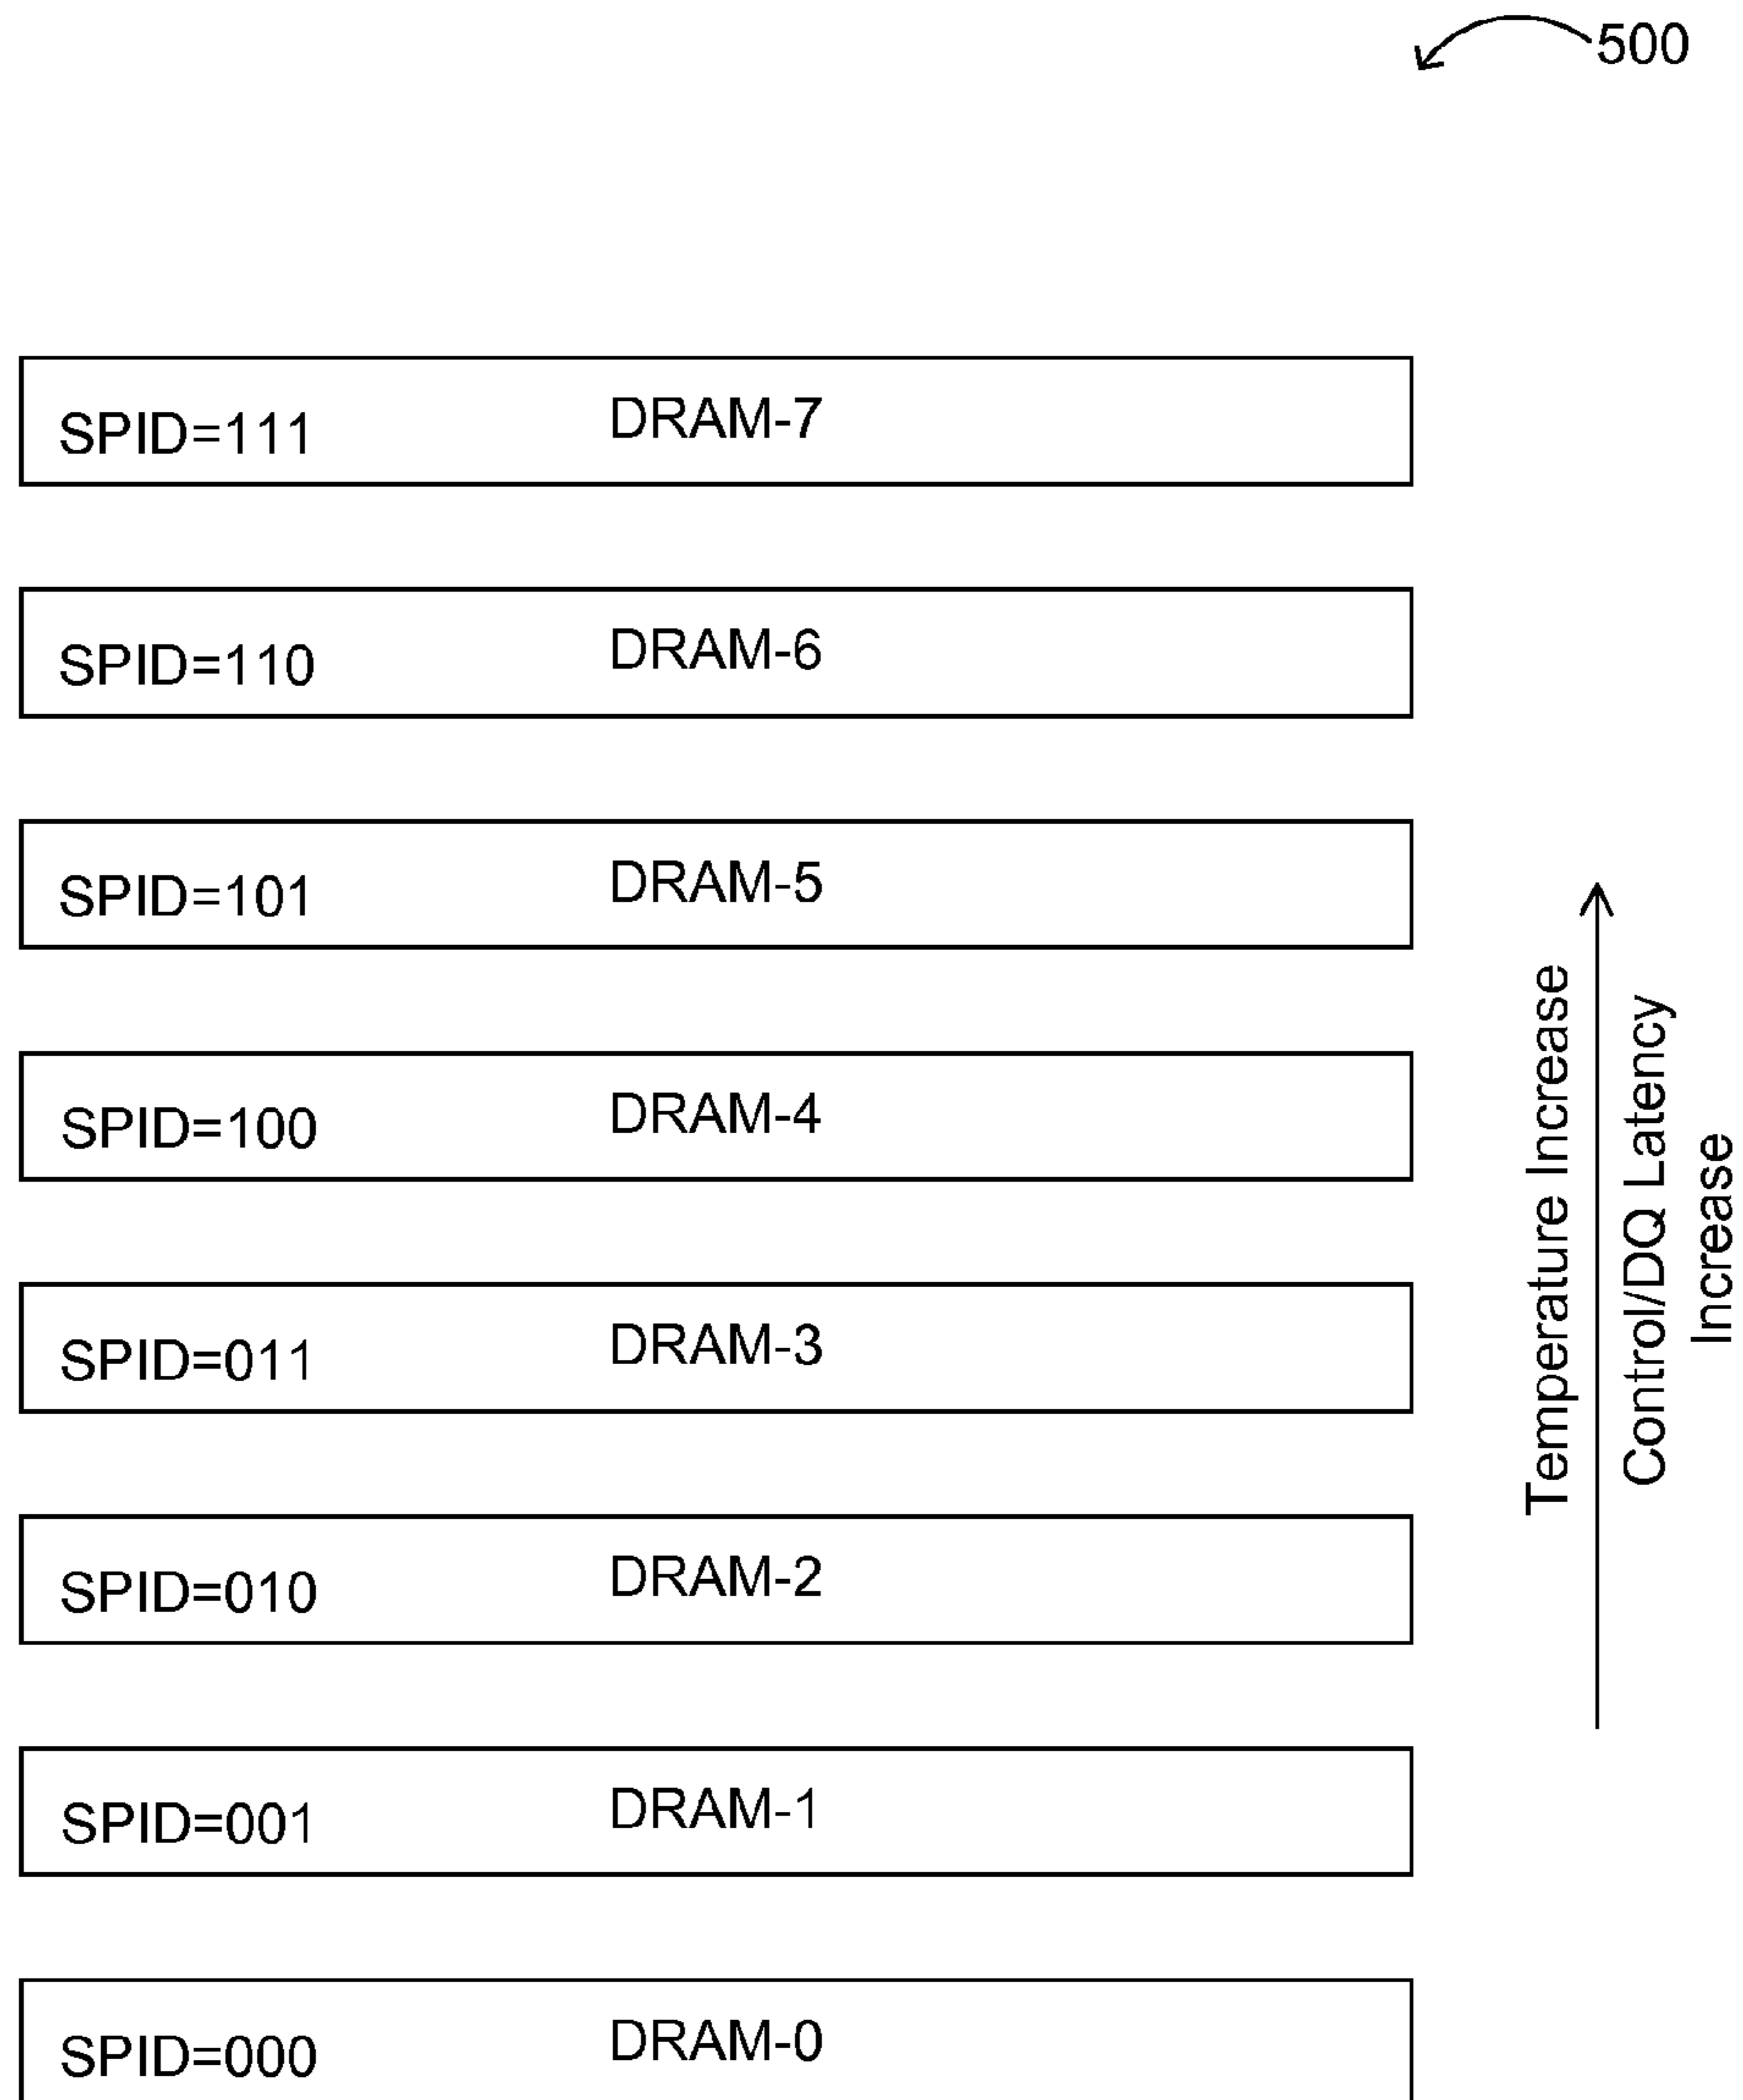 500
SPID=111 DRAM-7
SPID=110 DRAM-6
SPID=101 DRAM-5
SPID=100 DRAM-4
SPID=011 DRAM-3
SPID=010 DRAM-2
SPID=001 DRAM-1
SPID=000 DRAM-0
Temperature Increase
Control/DQ Latency
Increase